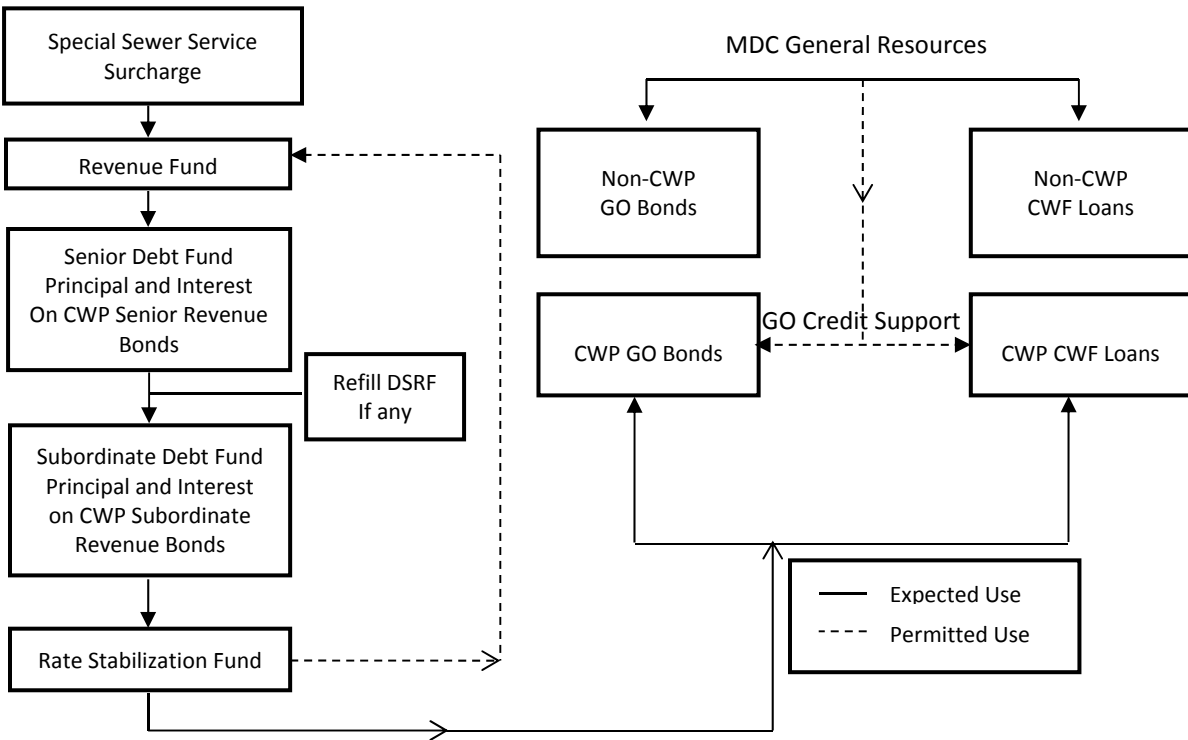 Special Sewer Service
Surcharge
Revenue Fund
Senior Debt Fund
Principal and Interest
On CWP Senior Revenue
Bonds
Refill DSRF
If any
Subordinate Debt Fund
Principal and Interest
on CWP Subordinate
Revenue Bonds
Rate Stabilization Fund
MDC General Resources
Non-CWP
GO Bonds
Non-CWP
CWF Loans
GO Credit Support
CWP GO Bonds
CWP CWF Loans
Expected Use
Permitted Use